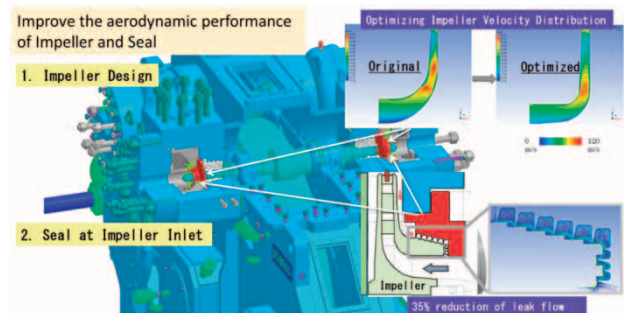 Improve the aerodynamic performance
of Impeller and Seal
Optimizing Impeller Velocity Distribution
1. Impeller Design
Original
Optimized
0
m/s
120
m/s
2. Seal at Impeller Inlet
Impeller
35% reduction of leak flow